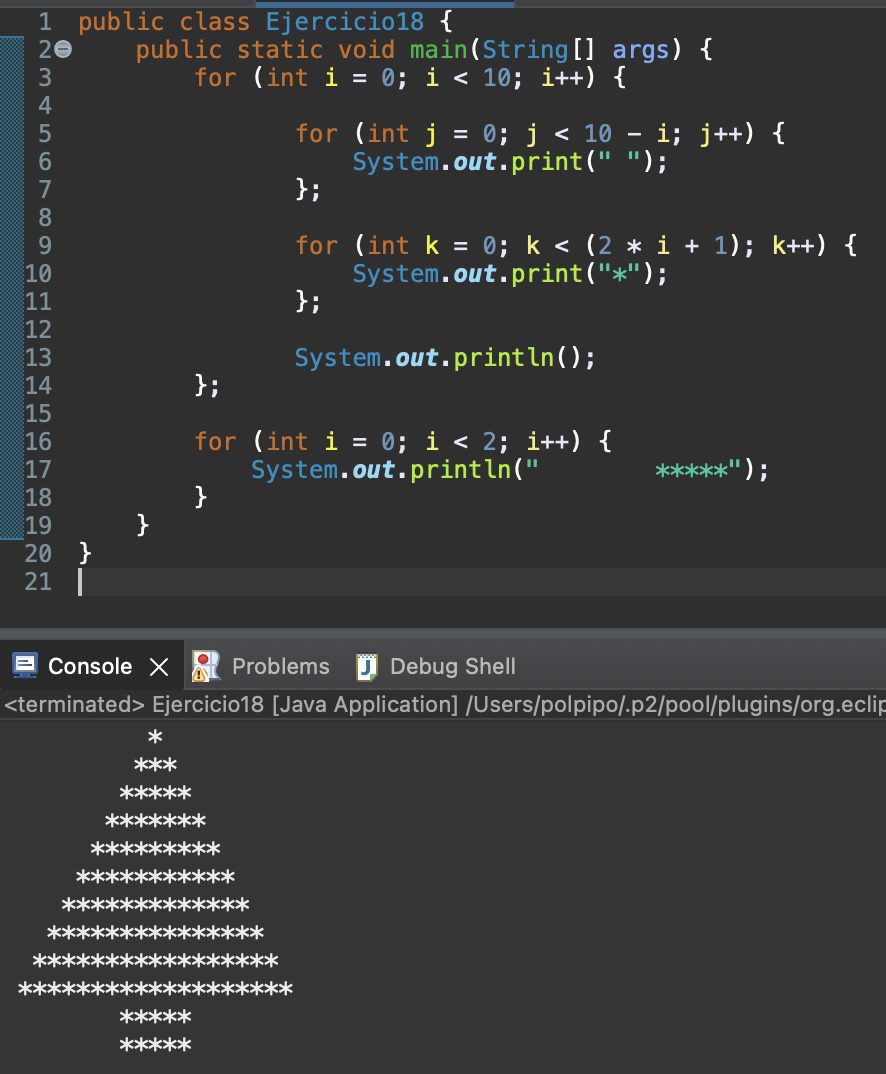 1 public class Ejercicio18 {
2     public static void main(String[] args) {
3         for (int i = 0; i < 10; i++) {
4
5                for (int j = 0; j < 10 - i; j++) {
6                    System.out.print(" ");
7                };
8
9                for (int k = 0; k < (2 * i + 1); k++) {
10                    System.out.print("*");
11                };
12
13                System.out.println();
14         };
15
16         for (int i = 0; i < 2; i++) {
17             System.out.println("        *****");
18         }
19     }
20 }
21
Console Problems Debug Shell
<terminated> Ejercicio18 [Java Application] /Users/polpipo/.p2/pool/plugins/org.eclip
          *
         ***
        *****
       *******
      *********
     ***********
    *************
   ***************
  *****************
 *******************
        *****
        *****